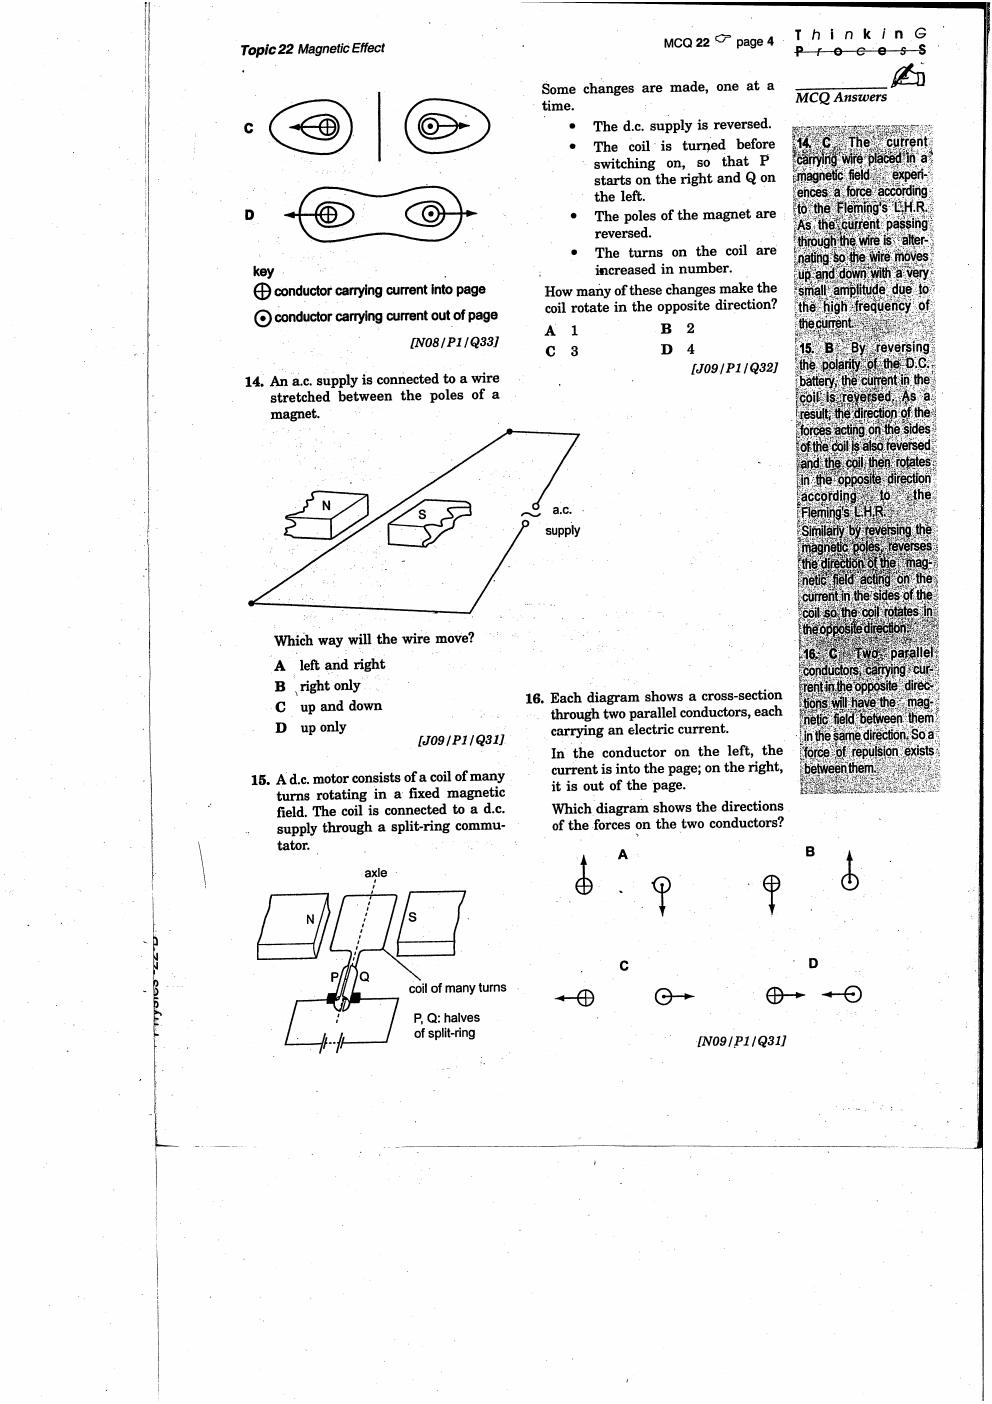 Topic 22 Magnetic Effect
MCQ 22 ☞ page 4
ThinkinG
ProcesS
MCQ Answers
C
D
key
⊕ conductor carrying current into page
⊙ conductor carrying current out of page
[N08/P1/Q33]
14. An a.c. supply is connected to a wire
stretched between the poles of a
magnet.
N
S
a.c.
supply
Which way will the wire move?
A left and right
B right only
C up and down
D up only
[J09/P1/Q31]
15. A d.c. motor consists of a coil of many
turns rotating in a fixed magnetic
field. The coil is connected to a d.c.
supply through a split-ring commu-
tator.
axle
N
S
P
Q
coil of many turns
P, Q: halves
of split-ring
Some changes are made, one at a
time.
• The d.c. supply is reversed.
• The coil is turned before
switching on, so that P
starts on the right and Q on
the left.
• The poles of the magnet are
reversed.
• The turns on the coil are
increased in number.
How many of these changes make the
coil rotate in the opposite direction?
A 1 B 2
C 3 D 4
[J09/P1/Q32]
16. Each diagram shows a cross-section
through two parallel conductors, each
carrying an electric current.
In the conductor on the left, the
current is into the page; on the right,
it is out of the page.
Which diagram shows the directions
of the forces on the two conductors?
A
B
C
D
[N09/P1/Q31]
14. C The current
carrying wire placed in a
magnetic field experi-
ences a force according
to the Fleming's L.H.R.
As the current passing
through the wire is alter-
nating so the wire moves
up and down with a very
small amplitude due to
the high frequency of
the current.
15. B By reversing
the polarity of the D.C.
battery, the current in the
coil is reversed. As a
result, the direction of the
forces acting on the sides
of the coil is also reversed
and the coil then rotates
in the opposite direction
according to the
Fleming's L.H.R.
Similarly by reversing the
magnetic poles, reverses
the direction of the mag-
netic field acting on the
current in the sides of the
coil so the coil rotates in
the opposite direction.
16. C Two parallel
conductors, carrying cur-
rent in the opposite direc-
tions will have the mag-
netic field between them
in the same direction. So a
force of repulsion exists
between them.